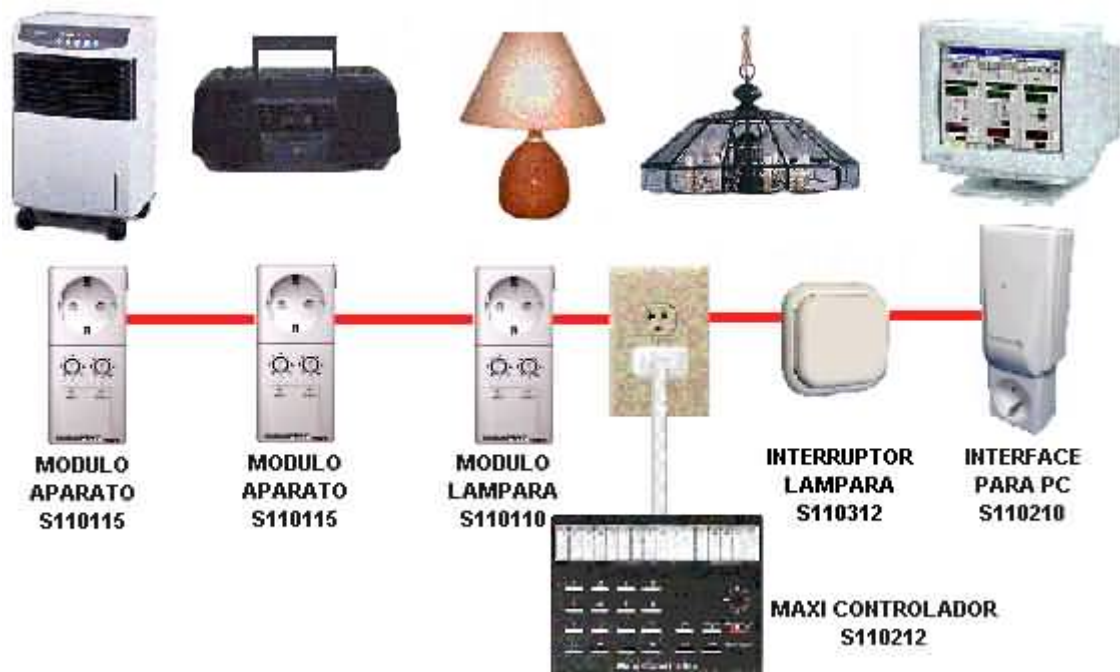 MODULO
APARATO
S110115
MODULO
APARATO
S110115
MODULO
LAMPARA
S110110
INTERRUPTOR
LAMPARA
S110312
INTERFACE
PARA PC
S110210
MAXI CONTROLADOR
S110212